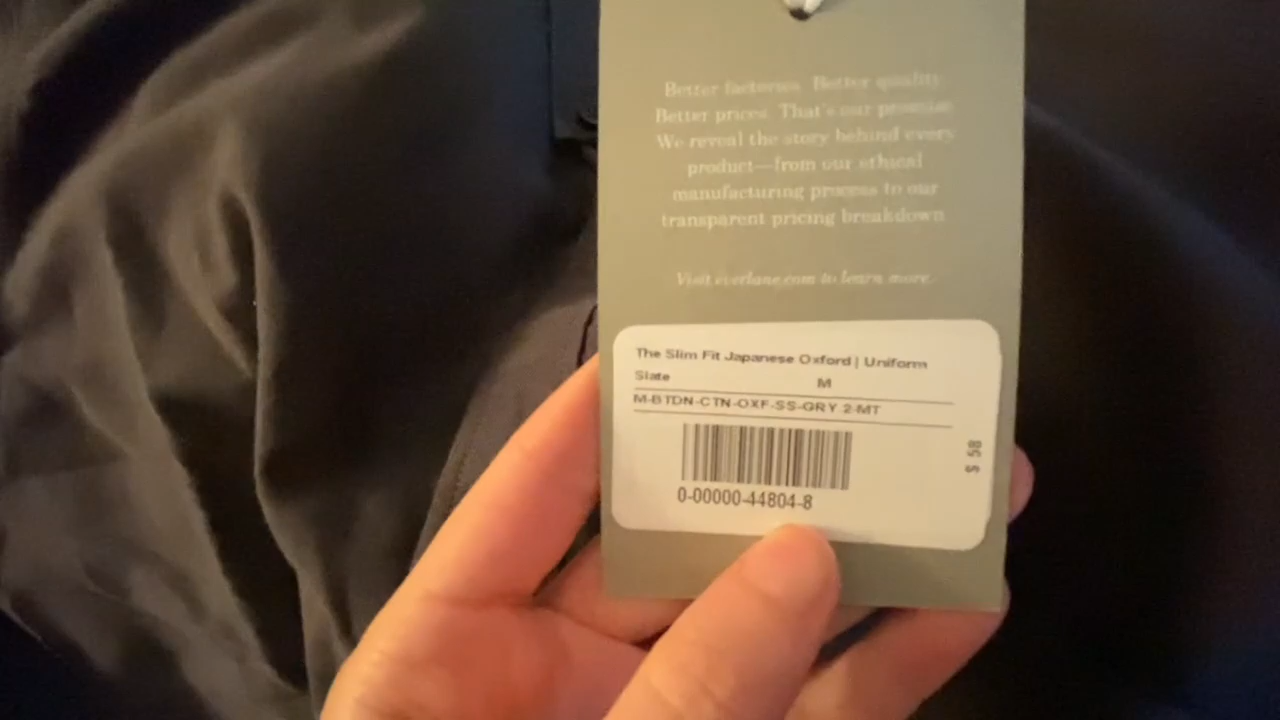 Better factories. Better quality
Better prices. That's our promise
We reveal the story behind every
product—from our ethical
manufacturing process to our
transparent pricing breakdown
Visit everlane.com to learn more.
The Slim Fit Japanese Oxford | Uniform
Slate M
M-BTDN-CTN-OXF-SS-GRY 2-MT
0-00000-44804-8
$ 58